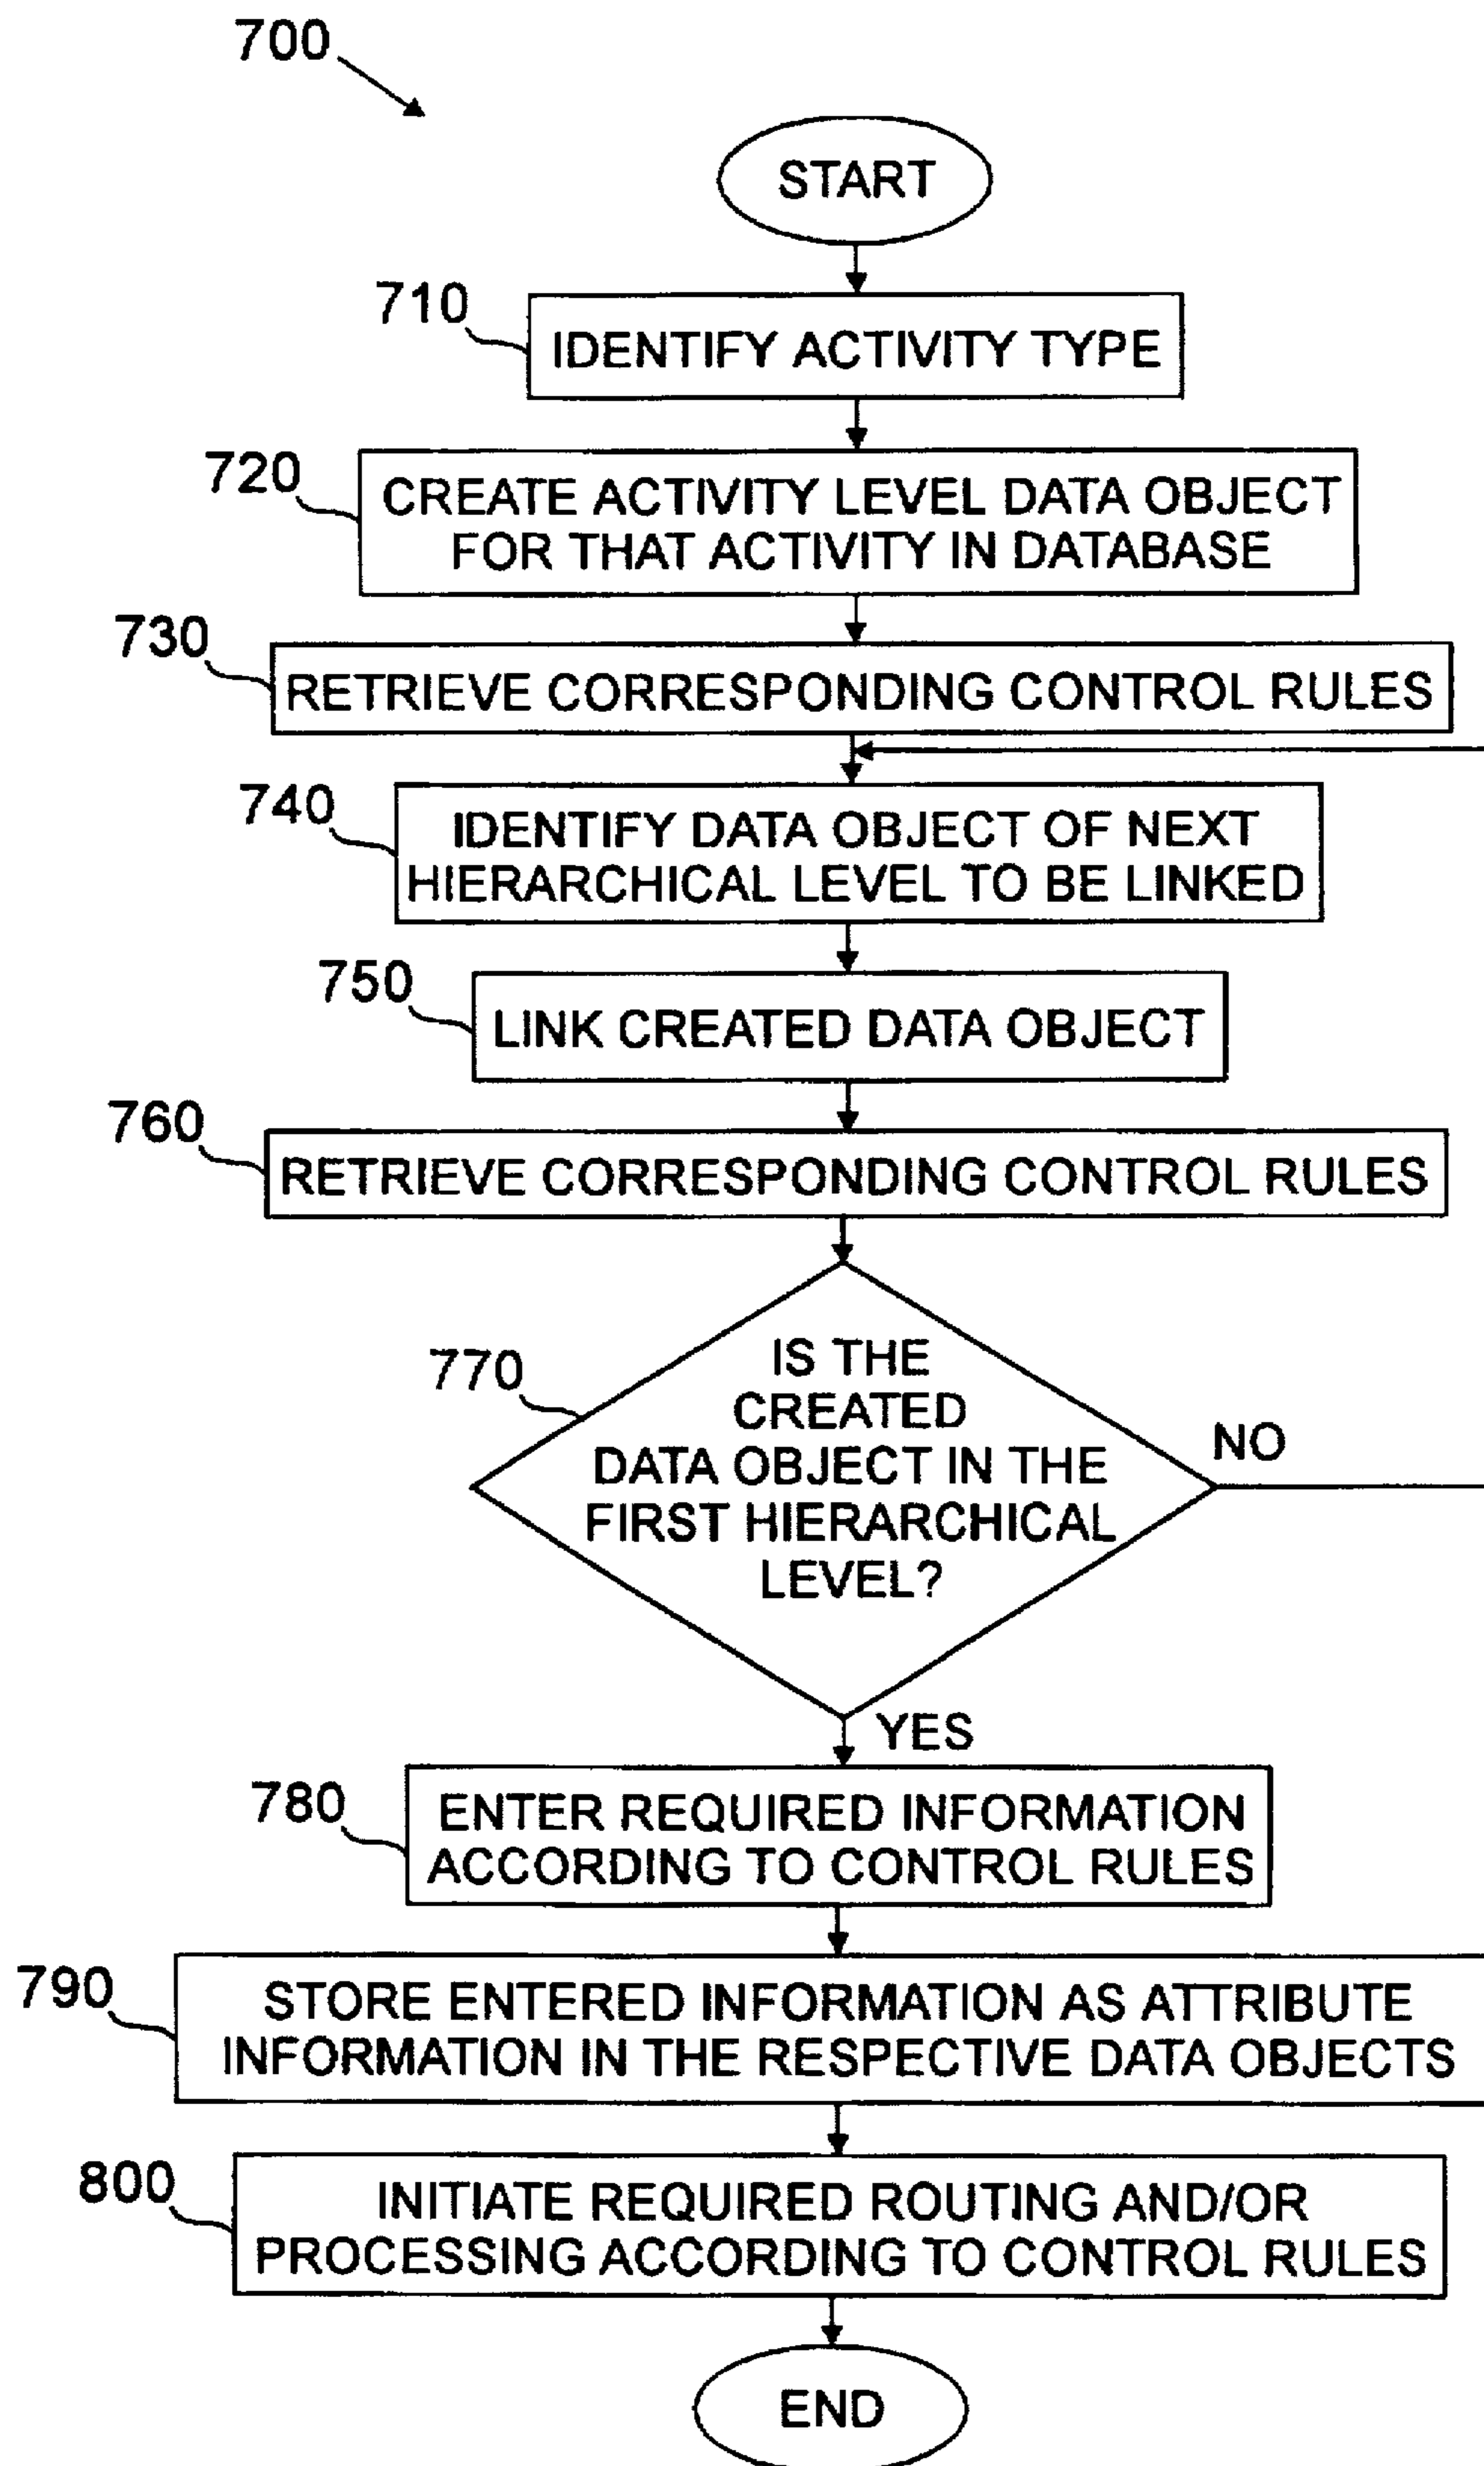 700
START
710
IDENTIFY ACTIVITY TYPE
720
CREATE ACTIVITY LEVEL DATA OBJECT
FOR THAT ACTIVITY IN DATABASE
730
RETRIEVE CORRESPONDING CONTROL RULES
740
IDENTIFY DATA OBJECT OF NEXT
HIERARCHICAL LEVEL TO BE LINKED
750
LINK CREATED DATA OBJECT
760
RETRIEVE CORRESPONDING CONTROL RULES
770
IS THE
CREATED
DATA OBJECT IN THE
FIRST HIERARCHICAL
LEVEL?
NO
YES
780
ENTER REQUIRED INFORMATION
ACCORDING TO CONTROL RULES
790
STORE ENTERED INFORMATION AS ATTRIBUTE
INFORMATION IN THE RESPECTIVE DATA OBJECTS
800
INITIATE REQUIRED ROUTING AND/OR
PROCESSING ACCORDING TO CONTROL RULES
END